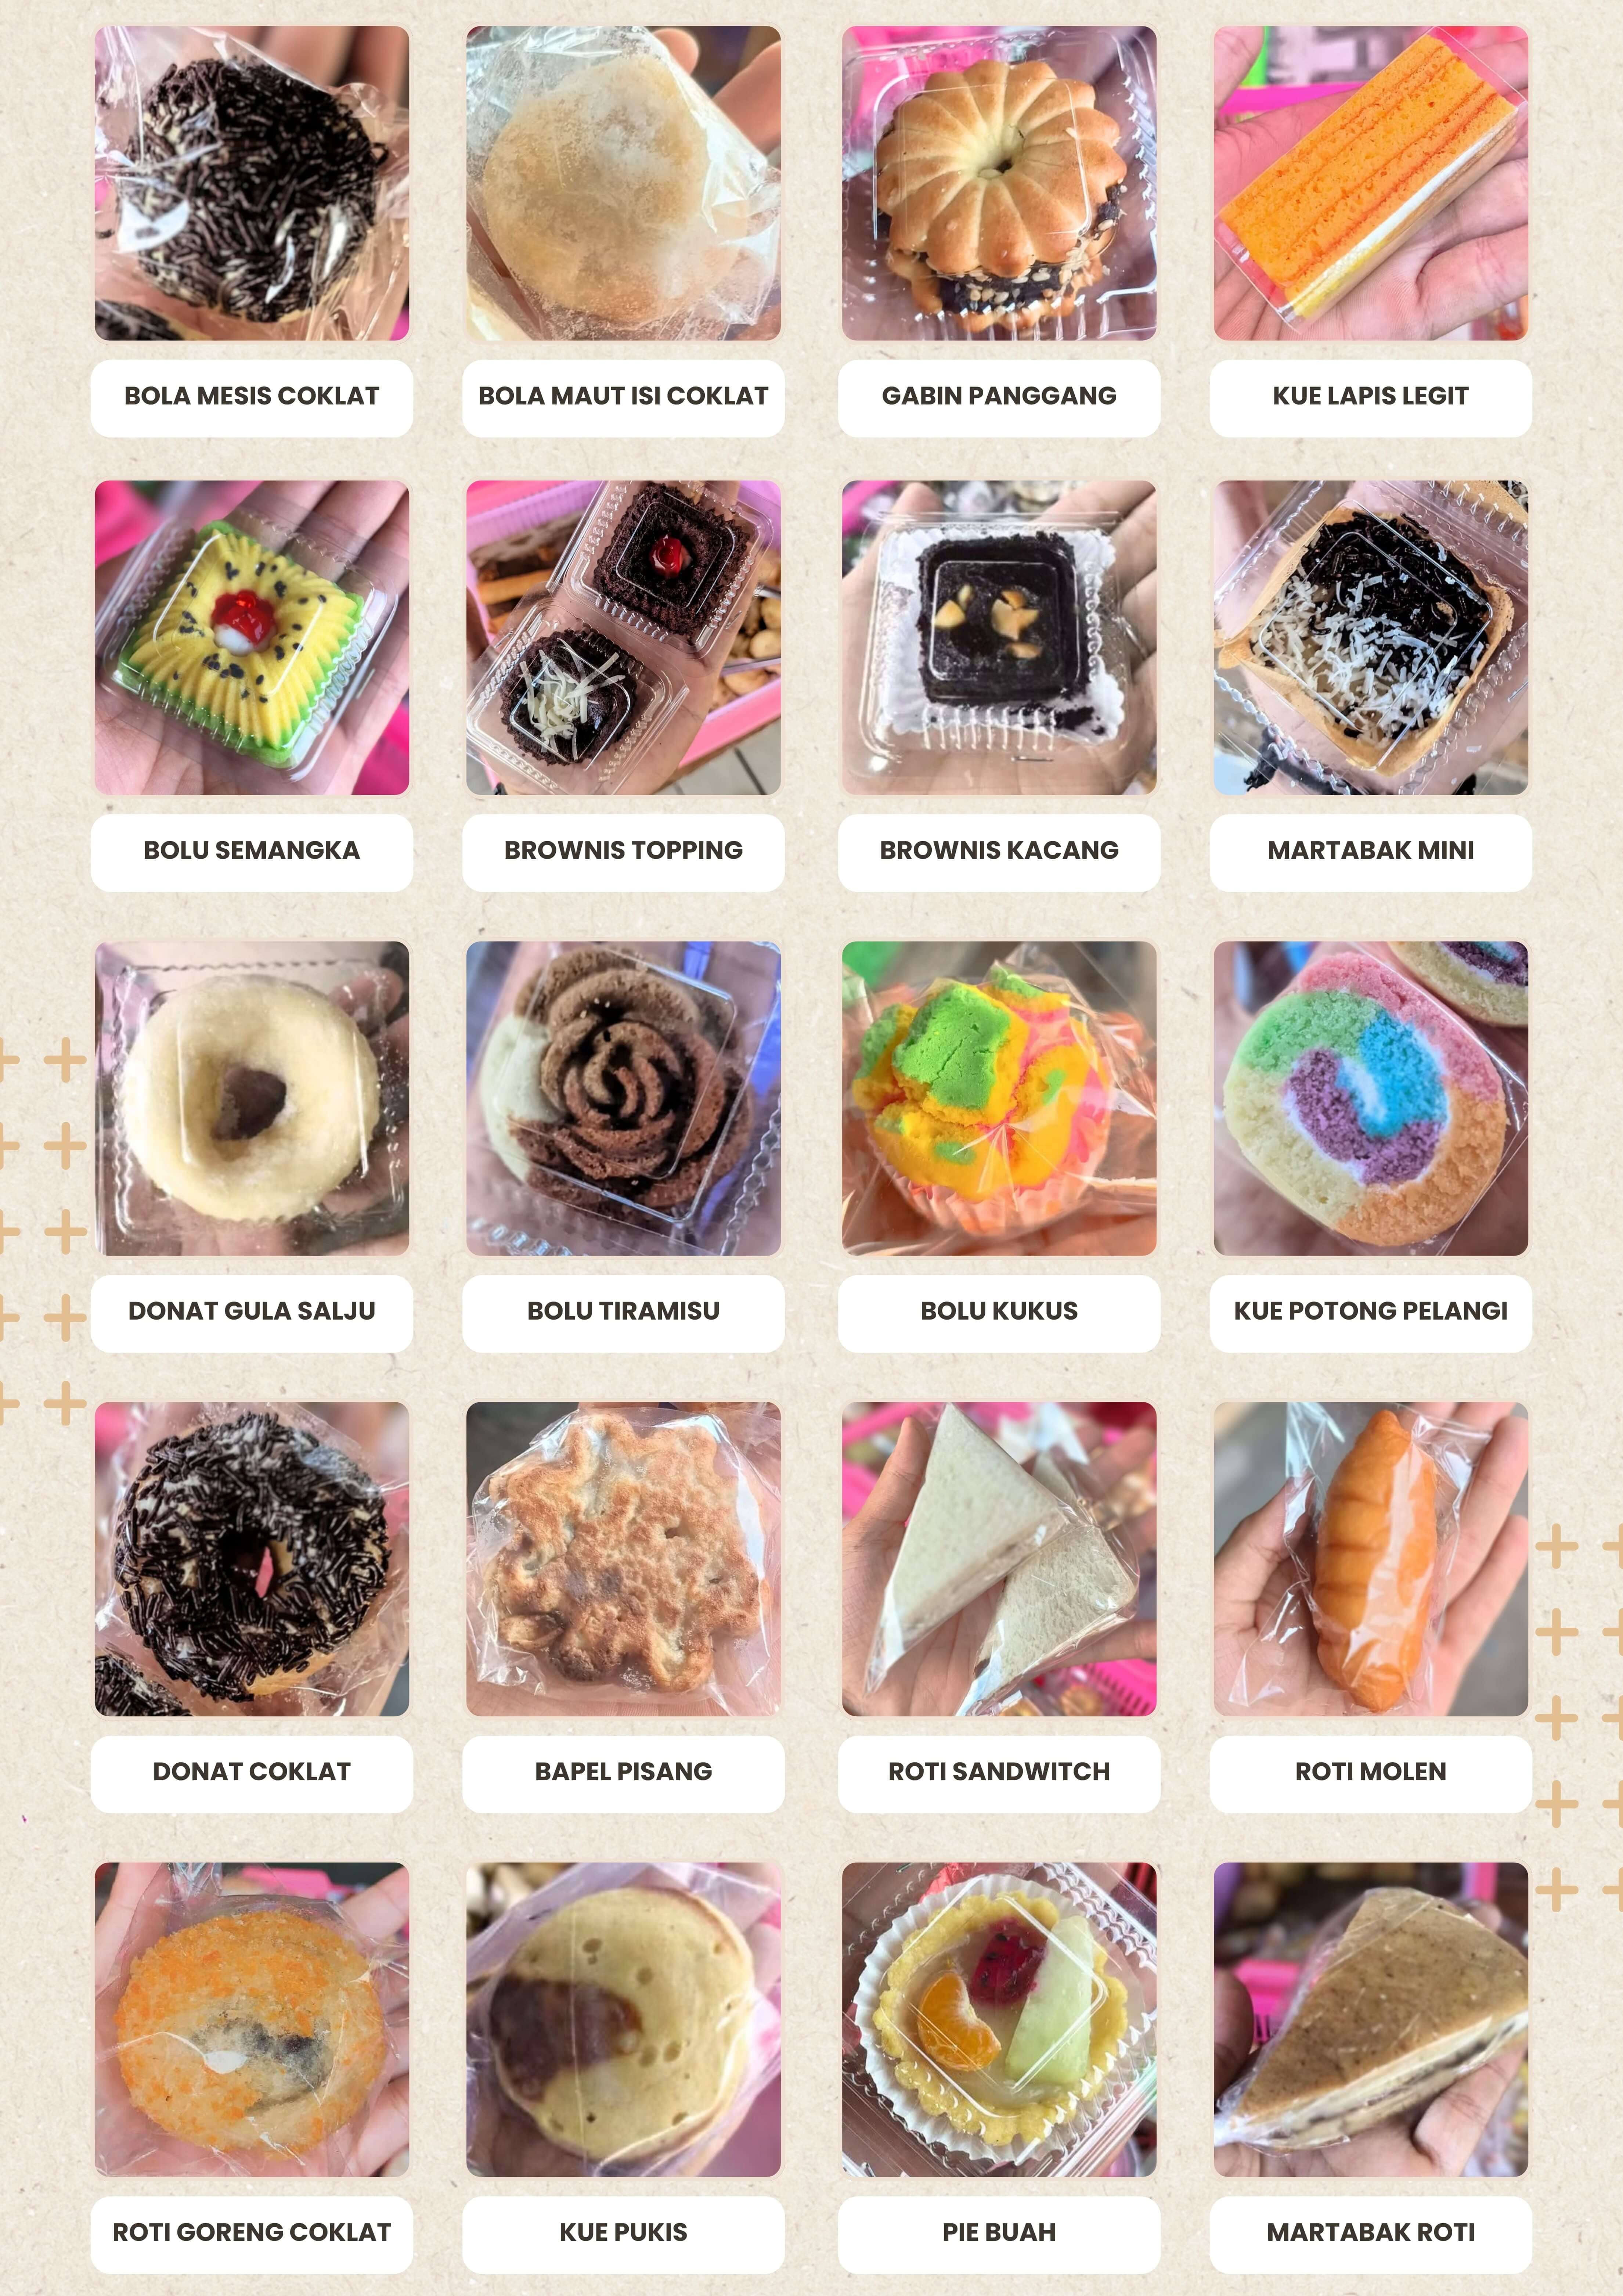 BOLA MESIS COKLAT
BOLA MAUT ISI COKLAT
GABIN PANGGANG
KUE LAPIS LEGIT
BOLU SEMANGKA
BROWNIS TOPPING
BROWNIS KACANG
MARTABAK MINI
DONAT GULA SALJU
BOLU TIRAMISU
BOLU KUKUS
KUE POTONG PELANGI
DONAT COKLAT
BAPEL PISANG
ROTI SANDWITCH
ROTI MOLEN
ROTI GORENG COKLAT
KUE PUKIS
PIE BUAH
MARTABAK ROTI